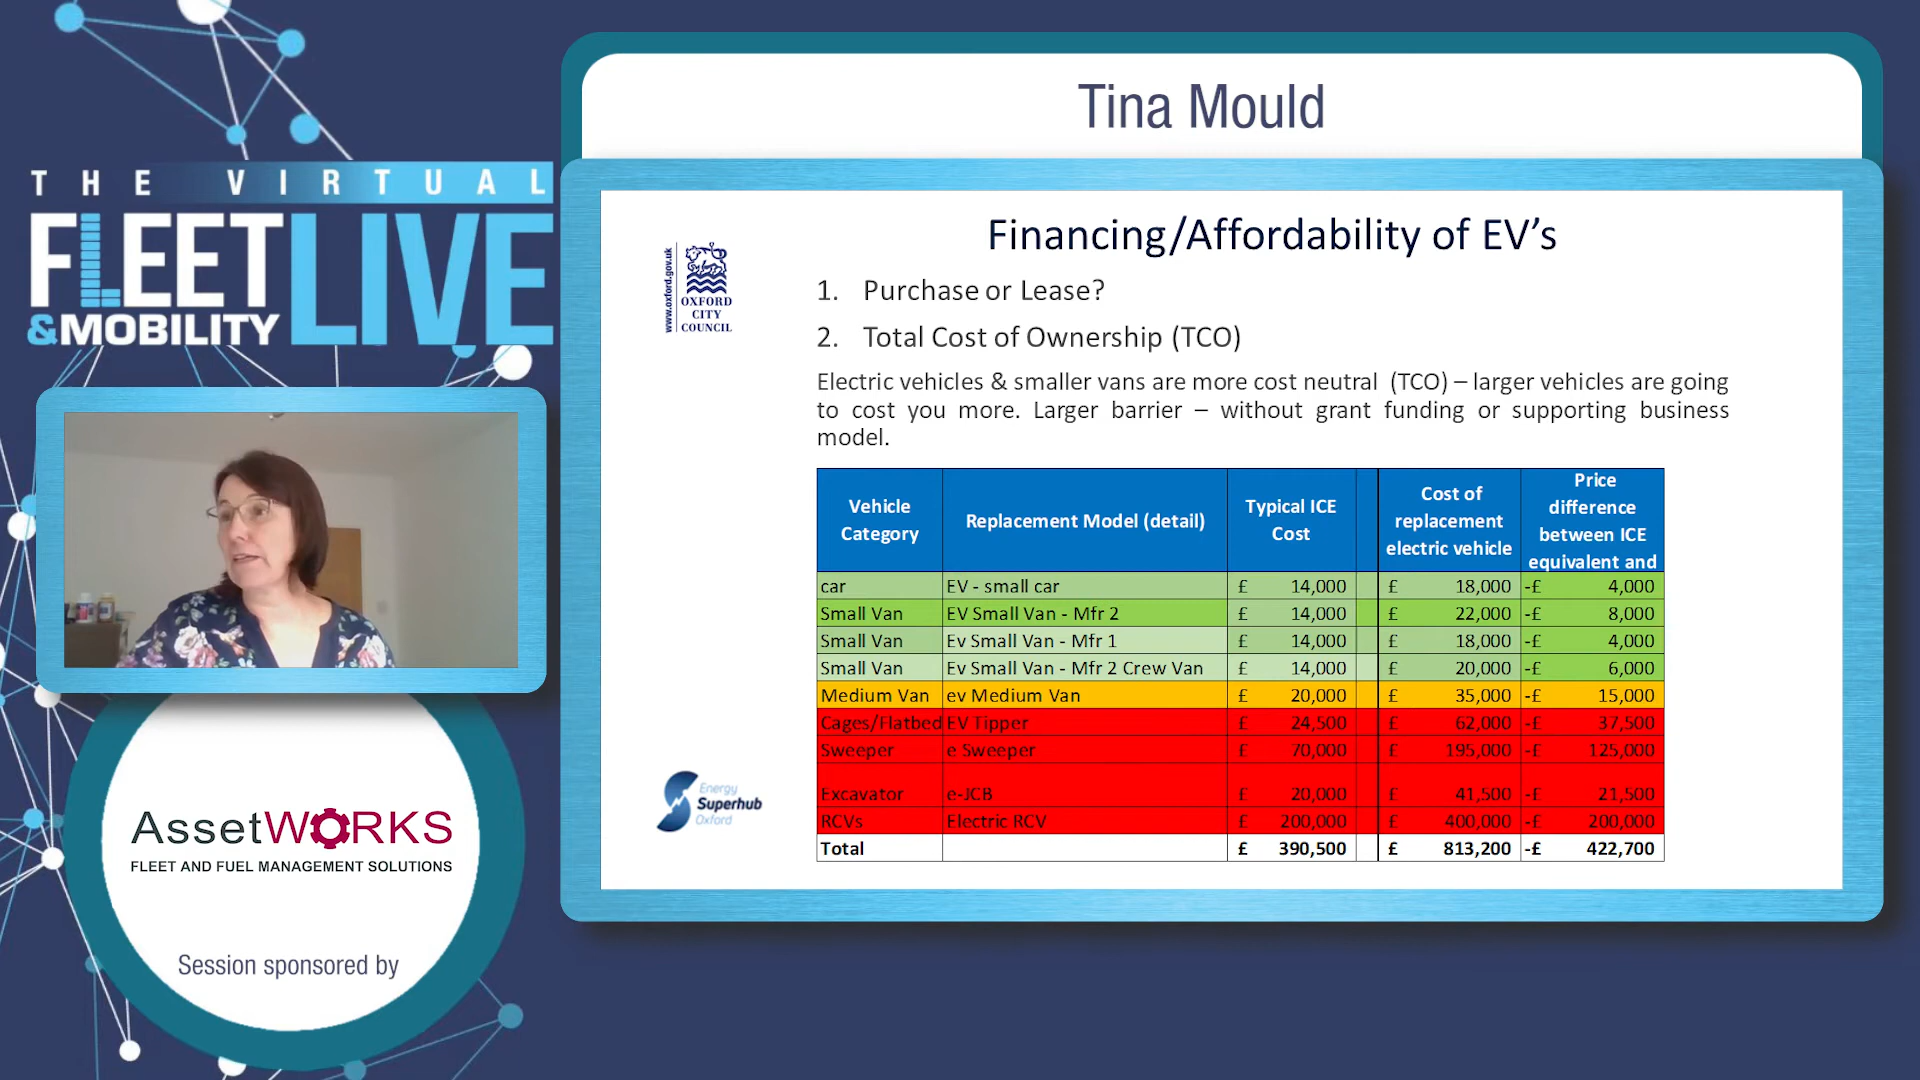 THE VIRTUAL
FLEET LIVE
&MOBILITY
Tina Mould
www.oxford.gov.uk
OXFORD
CITY
COUNCIL
Financing/Affordability of EV’s
1. Purchase or Lease?
2. Total Cost of Ownership (TCO)
Electric vehicles & smaller vans are more cost neutral (TCO) – larger vehicles are going
to cost you more. Larger barrier – without grant funding or supporting business
model.
Vehicle Category Replacement Model (detail) Typical ICE Cost Cost of replacement electric vehicle Price difference between ICE equivalent and
car EV - small car £ 14,000 £ 18,000 -£ 4,000
Small Van EV Small Van - Mfr 2 £ 14,000 £ 22,000 -£ 8,000
Small Van Ev Small Van - Mfr 1 £ 14,000 £ 18,000 -£ 4,000
Small Van Ev Small Van - Mfr 2 Crew Van £ 14,000 £ 20,000 -£ 6,000
Medium Van ev Medium Van £ 20,000 £ 35,000 -£ 15,000
Cages/Flatbed EV Tipper £ 24,500 £ 62,000 -£ 37,500
Sweeper e Sweeper £ 70,000 £ 195,000 -£ 125,000
Excavator e-JCB £ 20,000 £ 41,500 -£ 21,500
RCVs Electric RCV £ 200,000 £ 400,000 -£ 200,000
Total £ 390,500 £ 813,200 -£ 422,700
Energy
Superhub
Oxford
AssetWORKS
FLEET AND FUEL MANAGEMENT SOLUTIONS
Session sponsored by